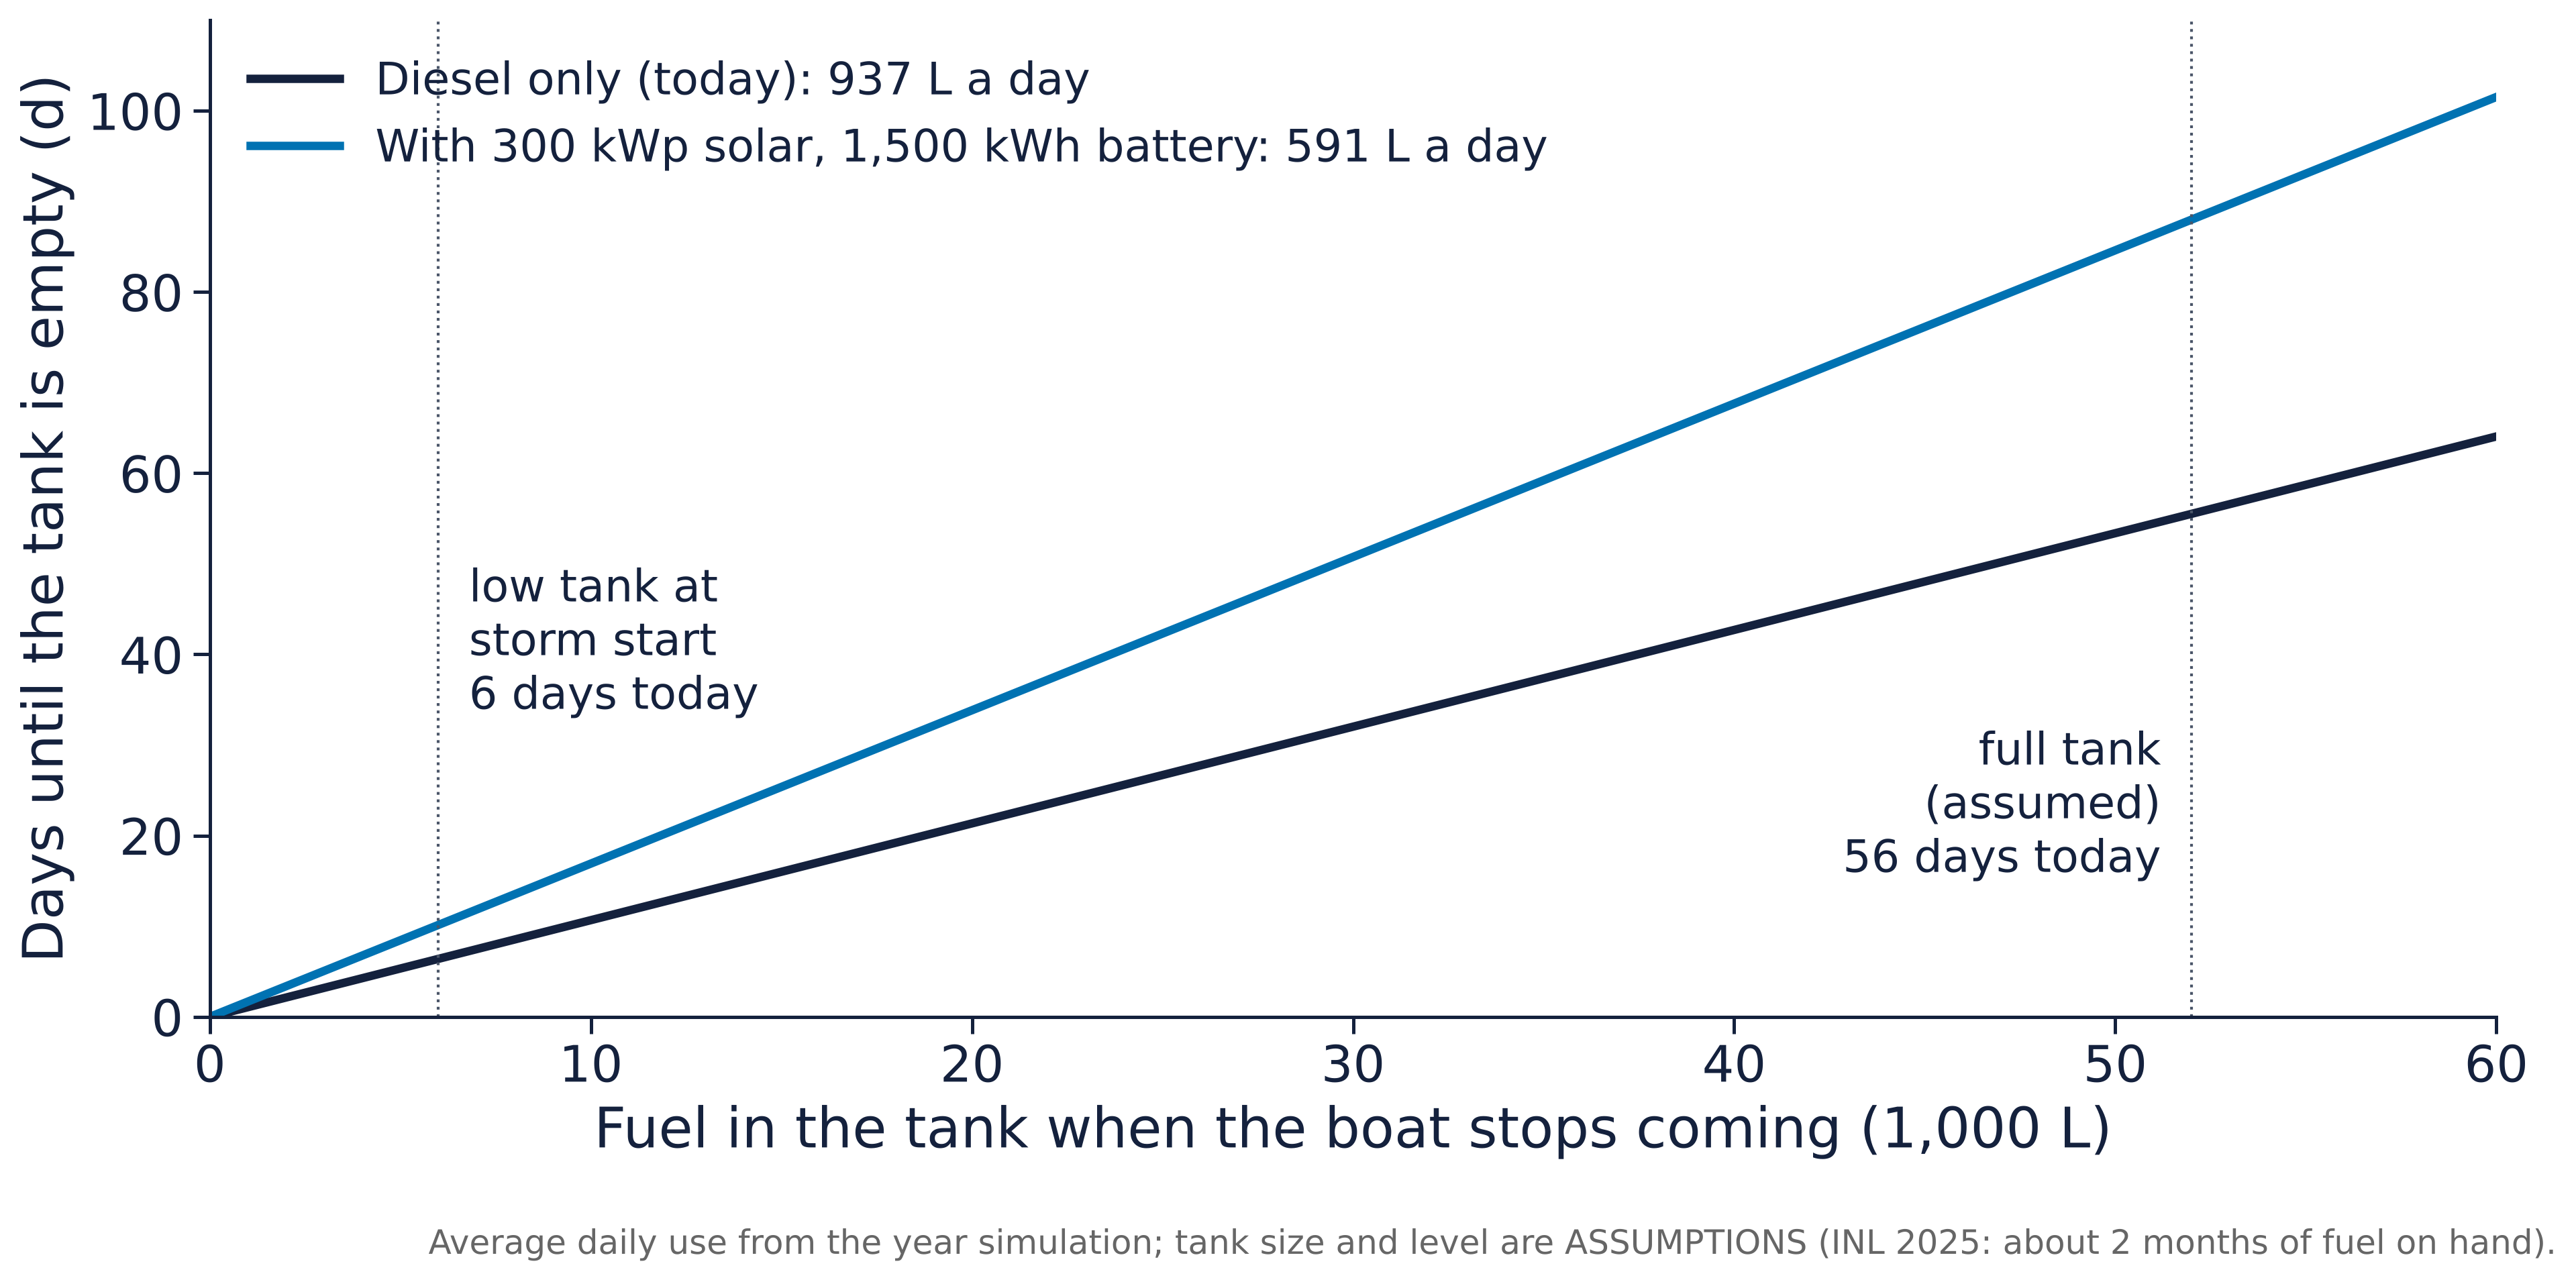 Diesel only (today): 937 L a day
With 300 kWp solar, 1,500 kWh battery: 591 L a day
Days until the tank is empty (d)
100
80
60
40
20
0
low tank at
storm start
6 days today
full tank
(assumed)
56 days today
0 10 20 30 40 50 60
Fuel in the tank when the boat stops coming (1,000 L)
Average daily use from the year simulation; tank size and level are ASSUMPTIONS (INL 2025: about 2 months of fuel on hand).